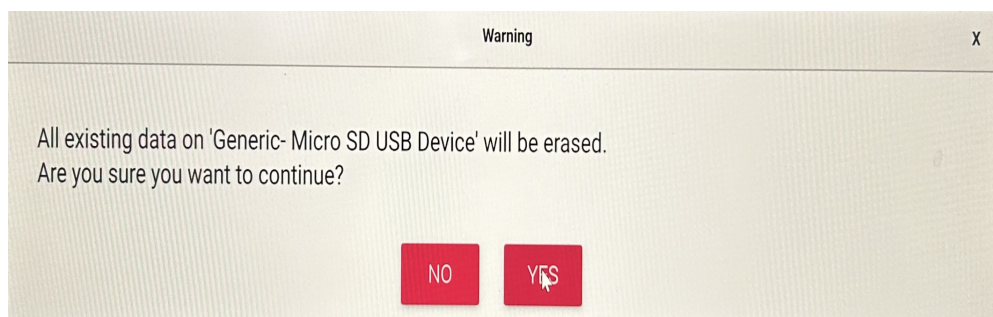 Warning
X
All existing data on 'Generic- Micro SD USB Device' will be erased.
Are you sure you want to continue?
NO
YES